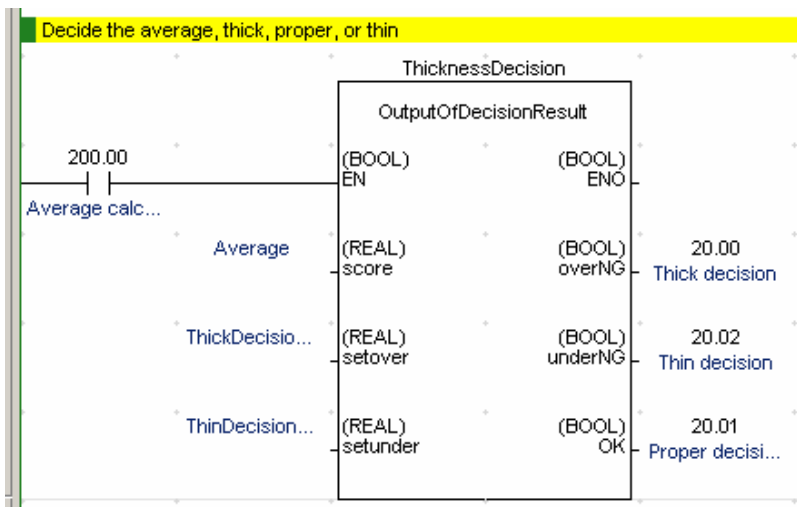 Decide the average, thick, proper, or thin
ThicknessDecision
OutputOfDecisionResult
200.00
Average calc...
(BOOL)
EN
(BOOL)
ENO
Average
(REAL)
score
(BOOL)
overNG
20.00
Thick decision
ThickDecisio...
(REAL)
setover
(BOOL)
underNG
20.02
Thin decision
ThinDecision...
(REAL)
setunder
(BOOL)
OK
20.01
Proper decisi...